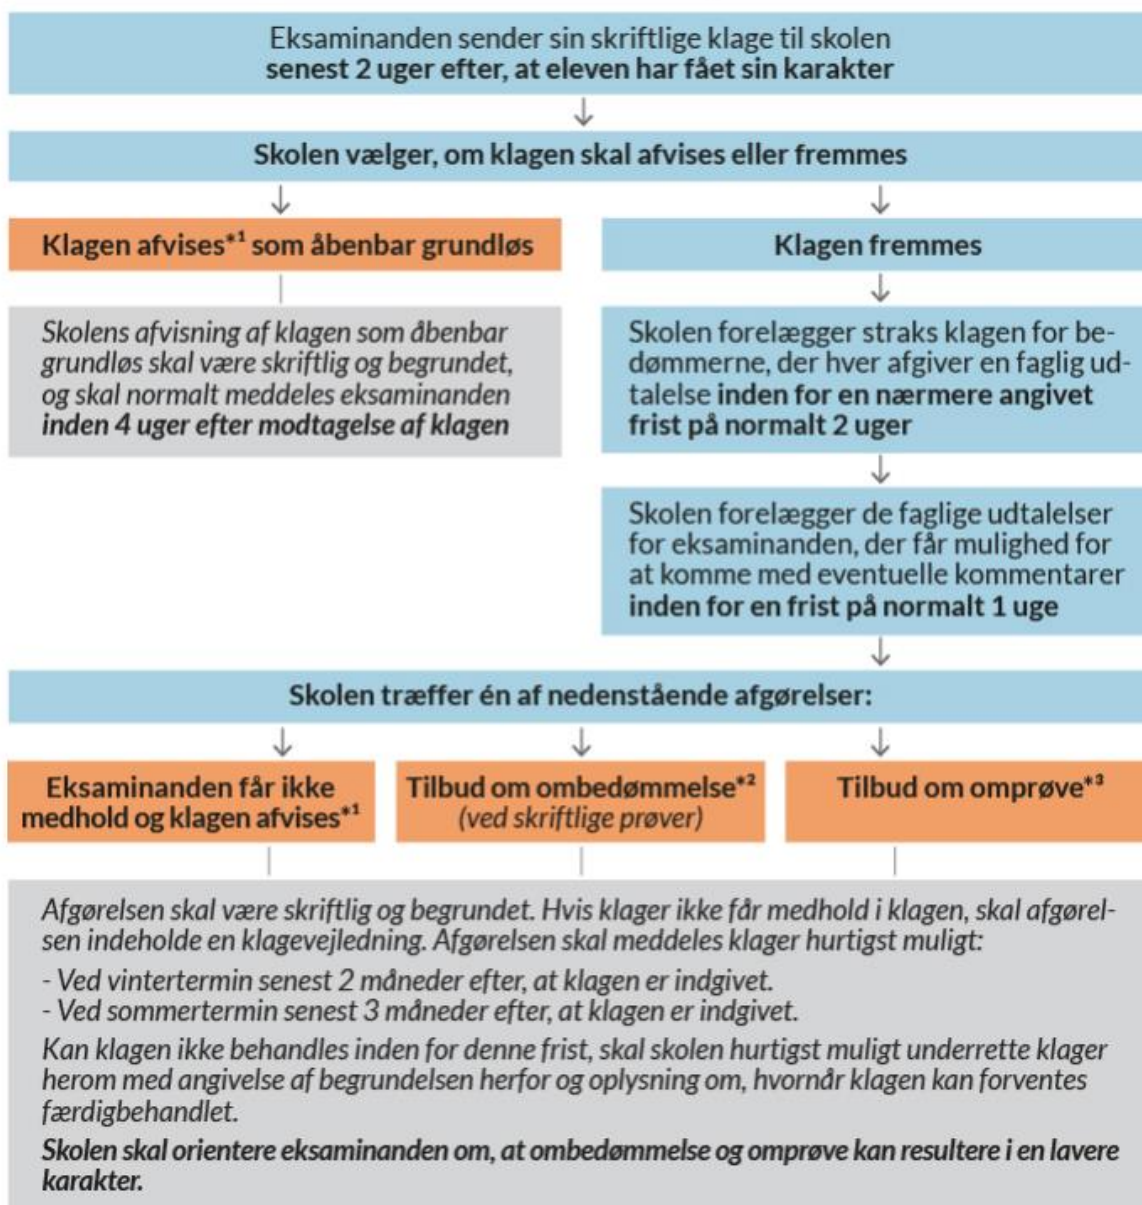 Eksaminanden sender sin skriftlige klage til skolen
senest 2 uger efter, at eleven har fået sin karakter
Skolen vælger, om klagen skal afvises eller fremmes
Klagen afvises*¹ som åbenbar grundløs
Skolens afvisning af klagen som åbenbar
grundløs skal være skriftlig og begrundet,
og skal normalt meddeles eksaminanden
inden 4 uger efter modtagelse af klagen
Klagen fremmes
Skolen forelægger straks klagen for be-
dømmerne, der hver afgiver en faglig ud-
talelse inden for en nærmere angivet
frist på normalt 2 uger
Skolen forelægger de faglige udtalelser
for eksaminanden, der får mulighed for
at komme med eventuelle kommentarer
inden for en frist på normalt 1 uge
Skolen træffer én af nedenstående afgørelser:
Eksaminanden får ikke
medhold og klagen afvises*¹
Tilbud om ombedømmelse*²
(ved skriftlige prøver)
Tilbud om omprøve*³
Afgørelsen skal være skriftlig og begrundet. Hvis klager ikke får medhold i klagen, skal afgørel-
sen indeholde en klagevejledning. Afgørelsen skal meddeles klager hurtigst muligt:
- Ved vintertermin senest 2 måneder efter, at klagen er indgivet.
- Ved sommertermin senest 3 måneder efter, at klagen er indgivet.
Kan klagen ikke behandles inden for denne frist, skal skolen hurtigst muligt underrette klager
herom med angivelse af begrundelsen herfor og oplysning om, hvornår klagen kan forventes
færdigbehandlet.
Skolen skal orientere eksaminanden om, at ombedømmelse og omprøve kan resultere i en lavere
karakter.